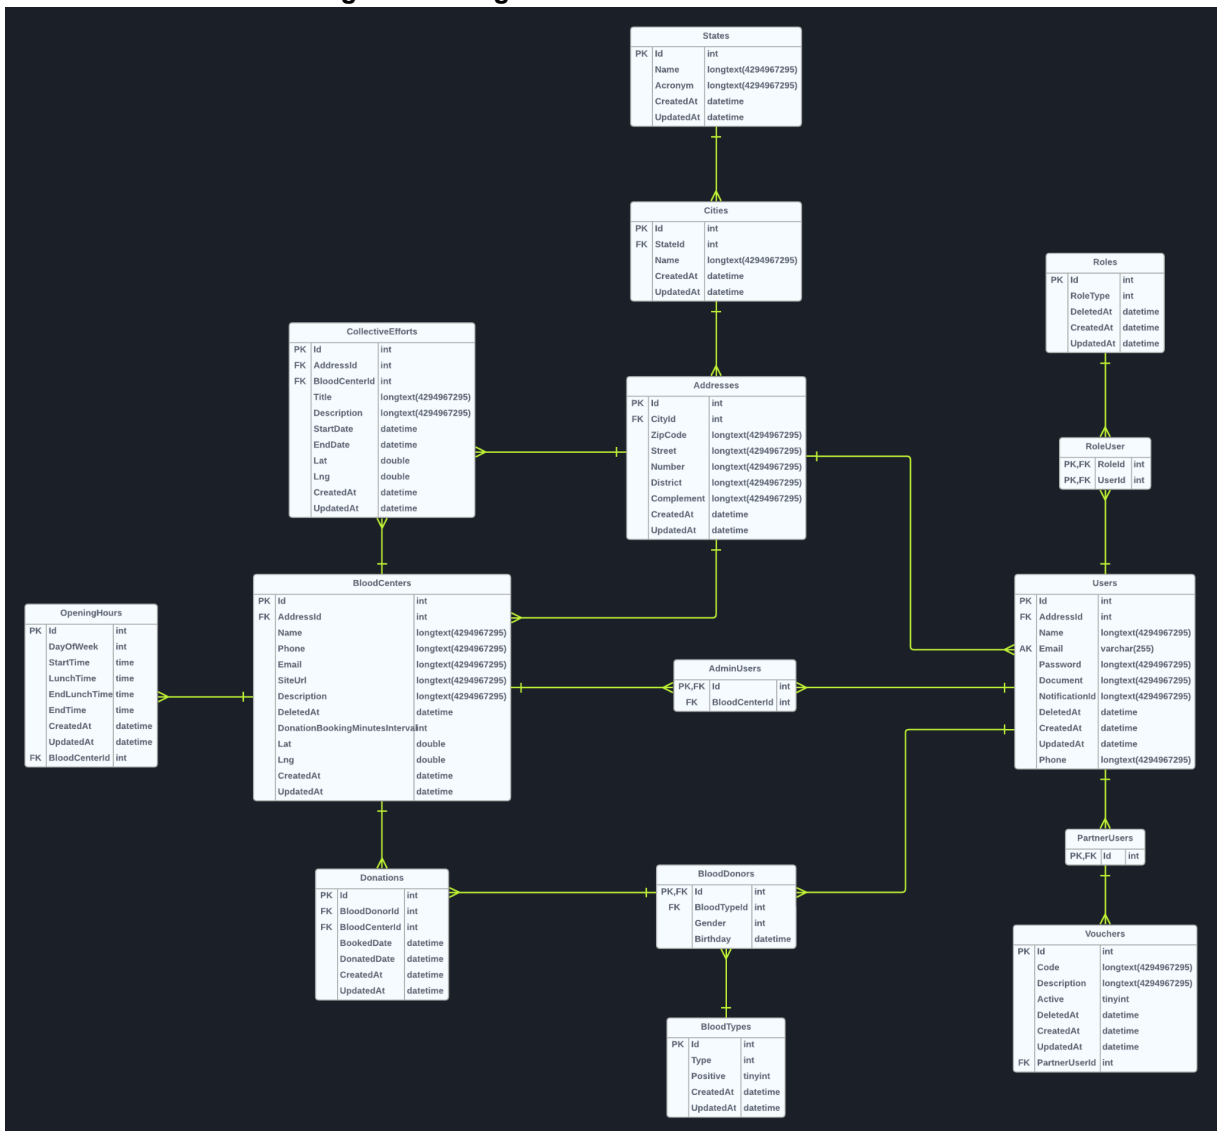 States
PK Id int
Name longtext(4294967295)
Acronym longtext(4294967295)
CreatedAt datetime
UpdatedAt datetime
Cities
PK Id int
FK StateId int
Name longtext(4294967295)
CreatedAt datetime
UpdatedAt datetime
Roles
PK Id int
RoleType int
DeletedAt datetime
CreatedAt datetime
UpdatedAt datetime
CollectiveEfforts
PK Id int
FK AddressId int
FK BloodCenterId int
Title longtext(4294967295)
Description longtext(4294967295)
StartDate datetime
EndDate datetime
Lat double
Lng double
CreatedAt datetime
UpdatedAt datetime
Addresses
PK Id int
FK CityId int
ZipCode longtext(4294967295)
Street longtext(4294967295)
Number longtext(4294967295)
District longtext(4294967295)
Complement longtext(4294967295)
CreatedAt datetime
UpdatedAt datetime
RoleUser
PK,FK RoleId int
PK,FK UserId int
OpeningHours
PK Id int
DayOfWeek int
StartTime time
LunchTime time
EndLunchTime time
EndTime time
CreatedAt datetime
UpdatedAt datetime
FK BloodCenterId int
BloodCenters
PK Id int
FK AddressId int
Name longtext(4294967295)
Phone longtext(4294967295)
Email longtext(4294967295)
SiteUrl longtext(4294967295)
Description longtext(4294967295)
DeletedAt datetime
DonationBookingMinutesInterval int
Lat double
Lng double
CreatedAt datetime
UpdatedAt datetime
AdminUsers
PK,FK Id int
FK BloodCenterId int
Users
PK Id int
FK AddressId int
Name longtext(4294967295)
AK Email varchar(255)
Password longtext(4294967295)
Document longtext(4294967295)
NotificationId longtext(4294967295)
DeletedAt datetime
CreatedAt datetime
UpdatedAt datetime
Phone longtext(4294967295)
PartnerUsers
PK,FK Id int
Donations
PK Id int
FK BloodDonorId int
FK BloodCenterId int
BookedDate datetime
DonatedDate datetime
CreatedAt datetime
UpdatedAt datetime
BloodDonors
PK,FK Id int
FK BloodTypeId int
Gender int
Birthday datetime
Vouchers
PK Id int
Code longtext(4294967295)
Description longtext(4294967295)
Active tinyint
DeletedAt datetime
CreatedAt datetime
UpdatedAt datetime
FK PartnerUserId int
BloodTypes
PK Id int
Type int
Positive tinyint
CreatedAt datetime
UpdatedAt datetime